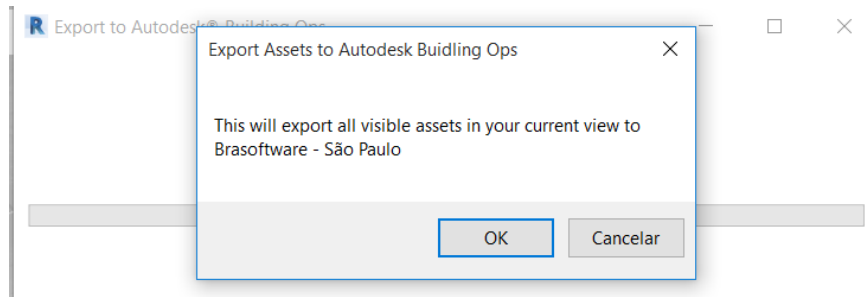 R Export to Autodesk® Building Ops
Export Assets to Autodesk Buidling Ops
This will export all visible assets in your current view to
Brasoftware - São Paulo
OK Cancelar